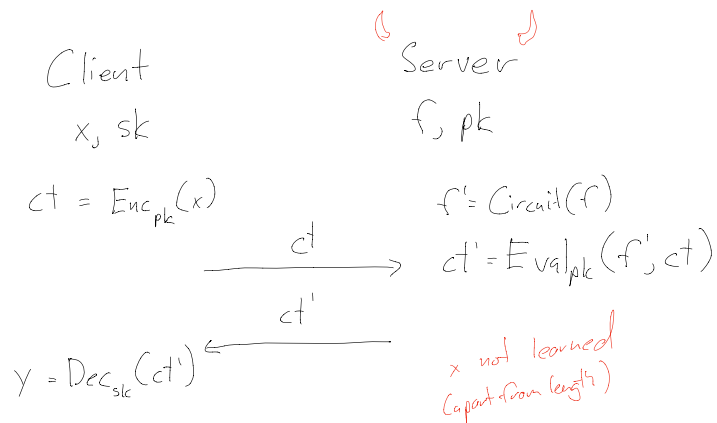 Client
x, sk
ct = Enc_pk(x)
Server
f, pk
f' = Circuit(f)
ct' = Eval_pk(f', ct)
ct
ct'
y = Dec_sk(ct')
x not learned
(apart from length)